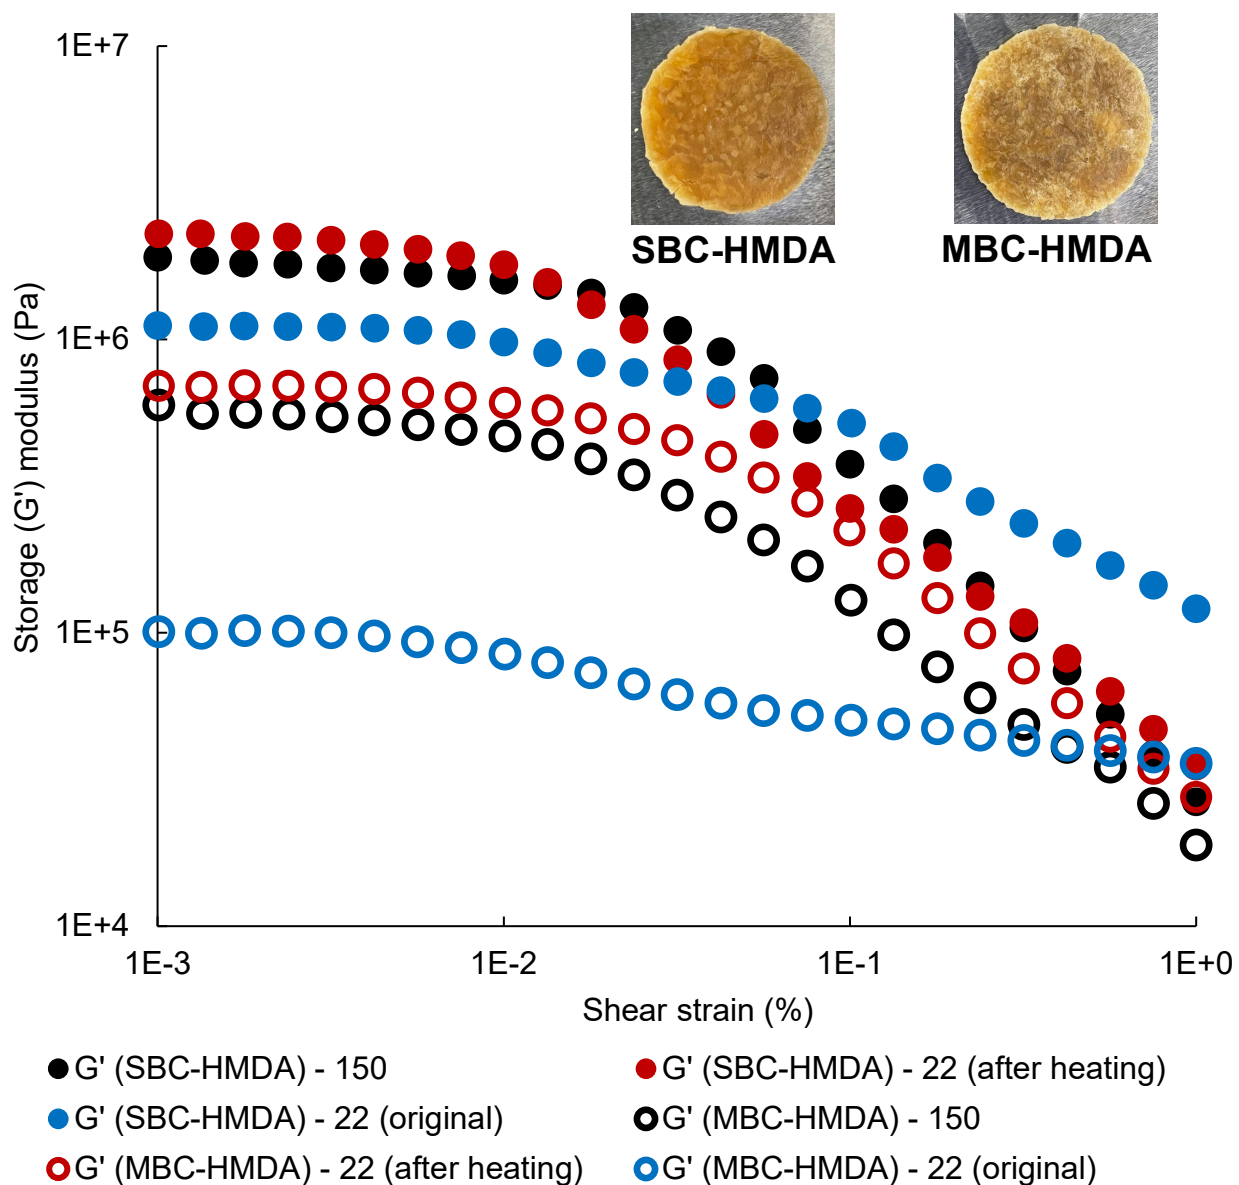 1E+7
SBC-HMDA
MBC-HMDA
Storage (G') modulus (Pa)
1E+6
1E+5
1E+4
1E-3
1E-2
1E-1
1E+0
Shear strain (%)
G' (SBC-HMDA) - 150
G' (SBC-HMDA) - 22 (after heating)
G' (SBC-HMDA) - 22 (original)
G' (MBC-HMDA) - 150
G' (MBC-HMDA) - 22 (after heating)
G' (MBC-HMDA) - 22 (original)